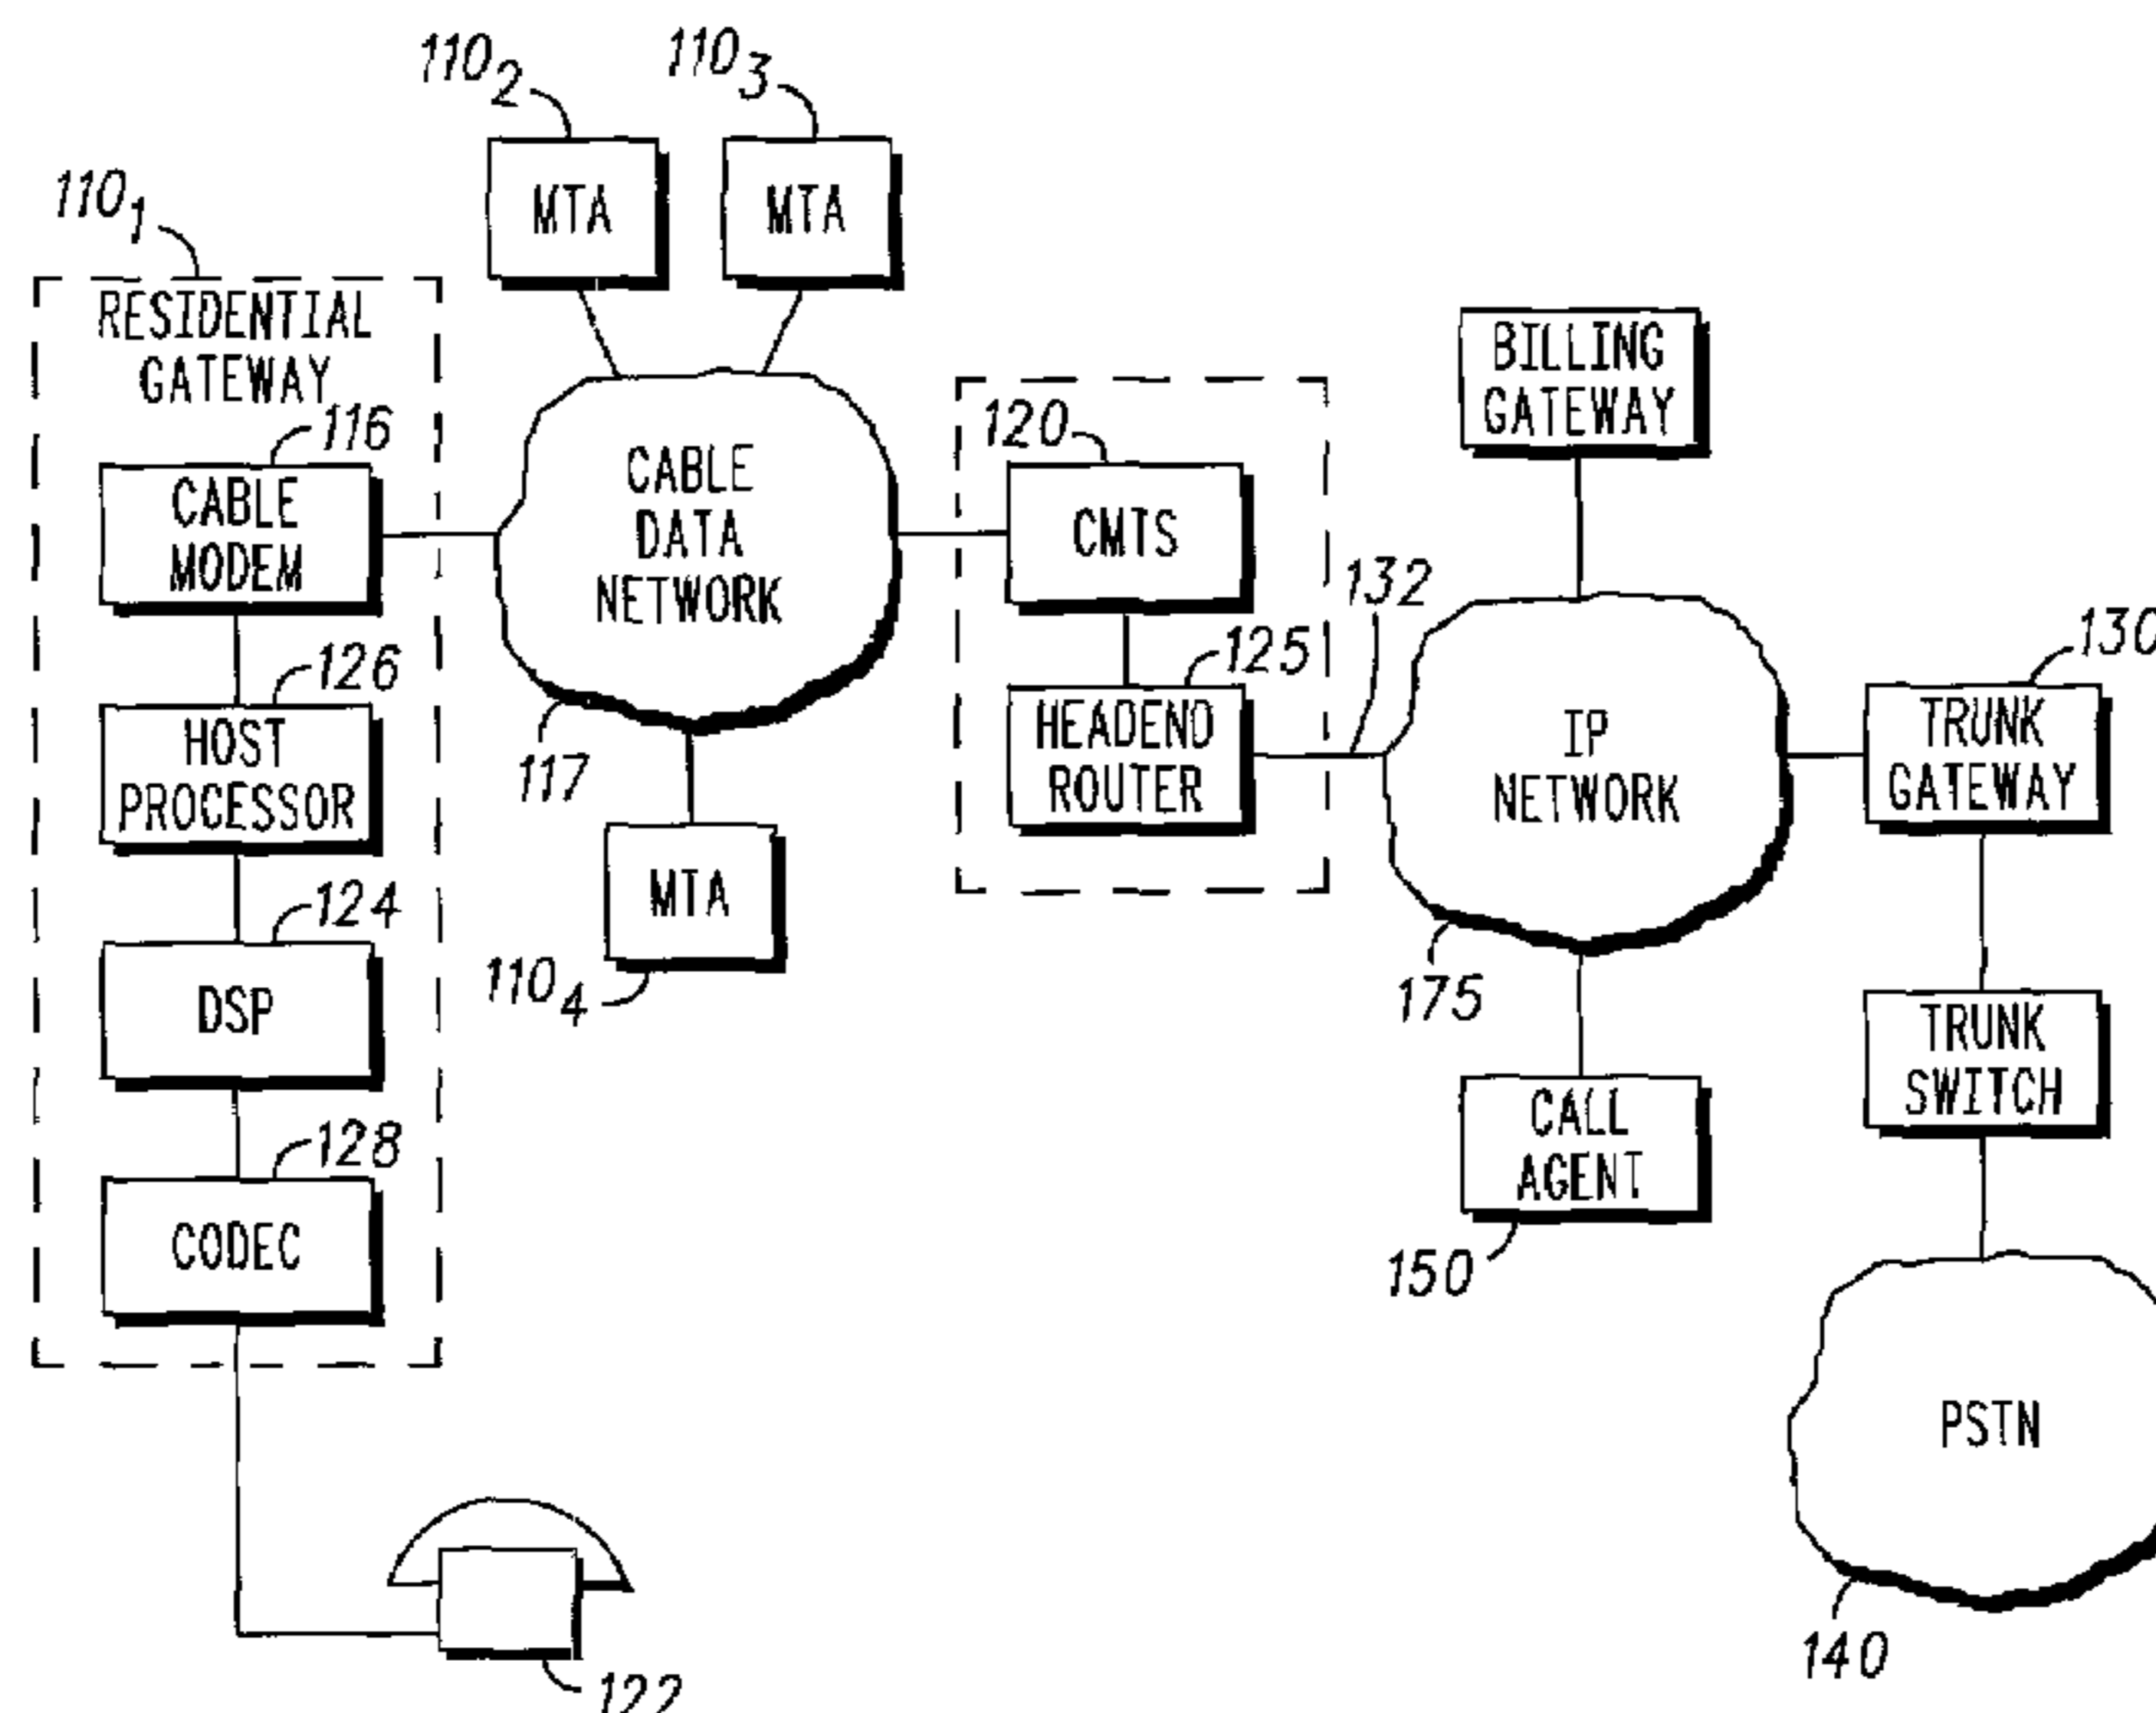 110₂
110₃
110₁
MTA
MTA
RESIDENTIAL
GATEWAY
116
CABLE
MODEM
126
HOST
PROCESSOR
124
DSP
128
CODEC
122
CABLE
DATA
NETWORK
117
MTA
110₄
120
CMTS
125
HEADEND
ROUTER
132
BILLING
GATEWAY
IP
NETWORK
175
CALL
AGENT
150
130
TRUNK
GATEWAY
TRUNK
SWITCH
PSTN
140